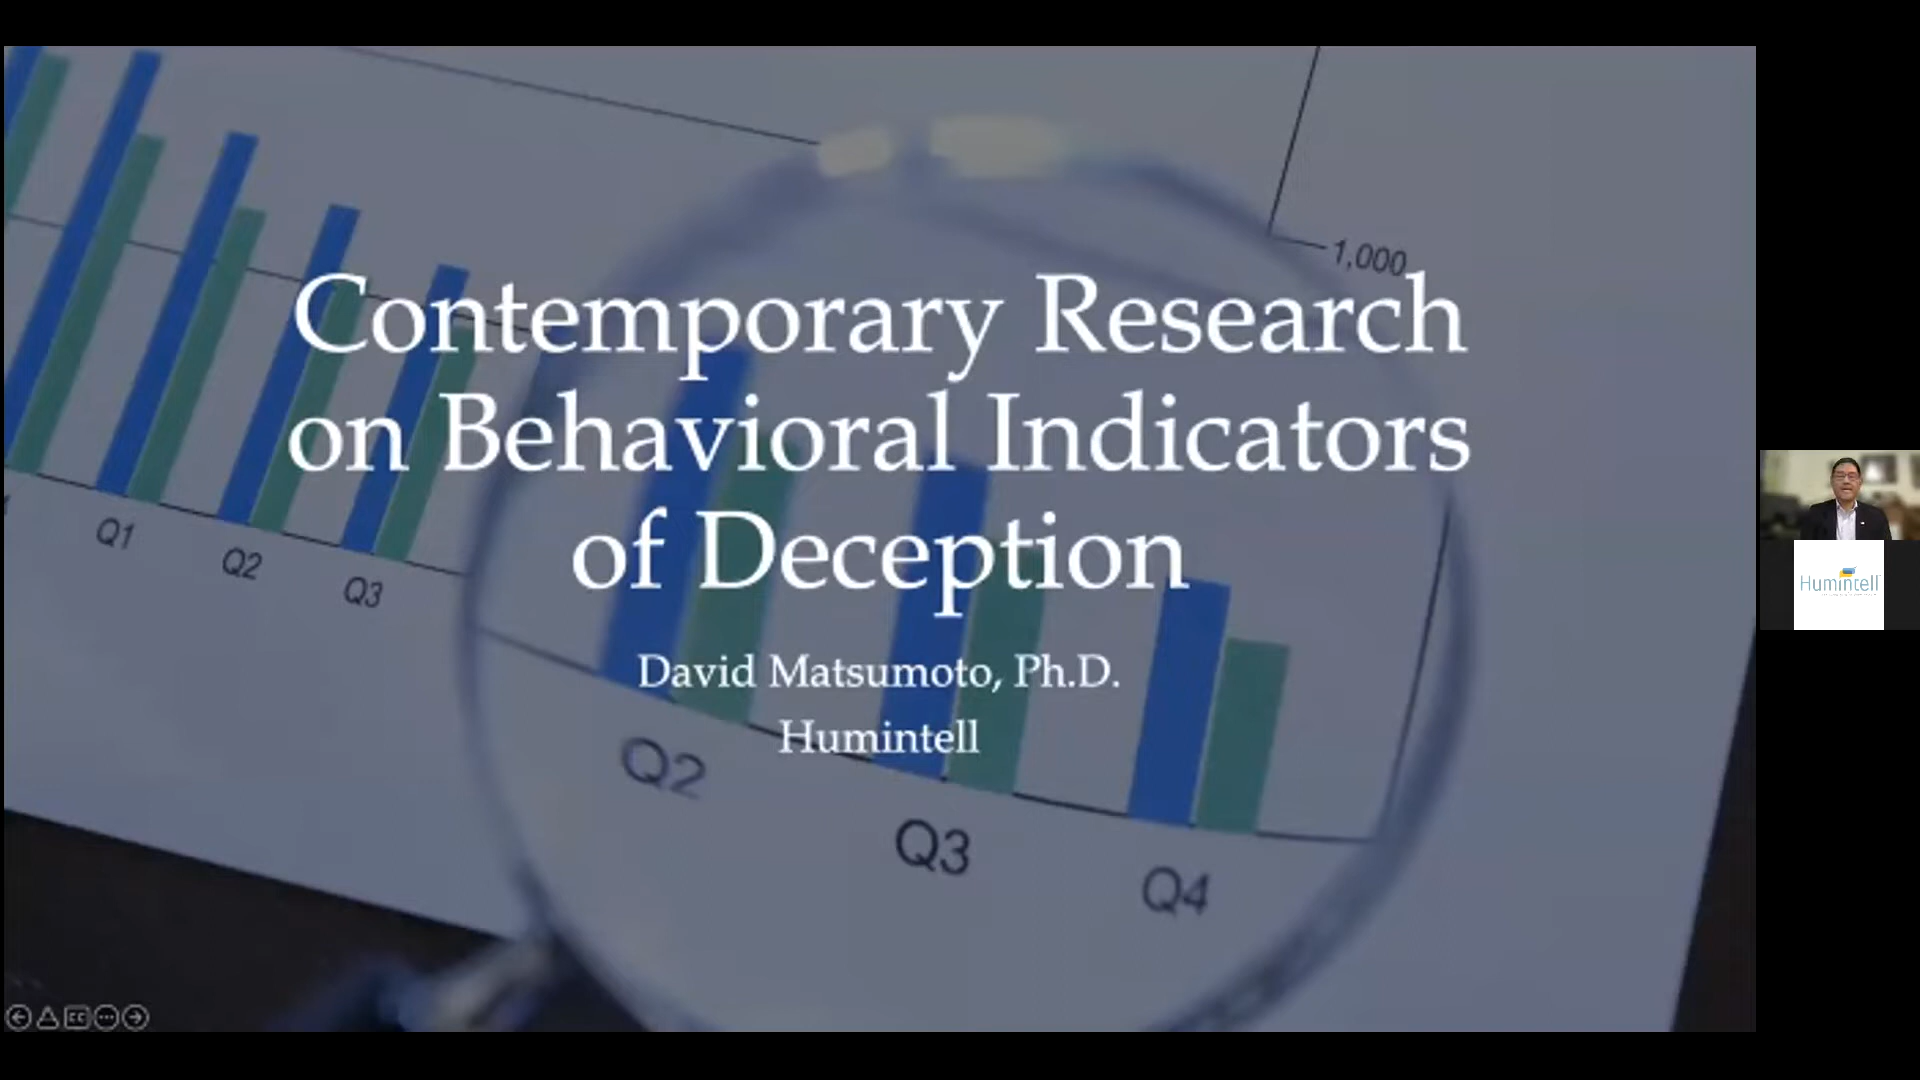 1,000
Contemporary Research
on Behavioral Indicators
of Deception
David Matsumoto, Ph.D.
Humintell
Q1
Q2
Q3
Q2
Q3
Q4
Humintell